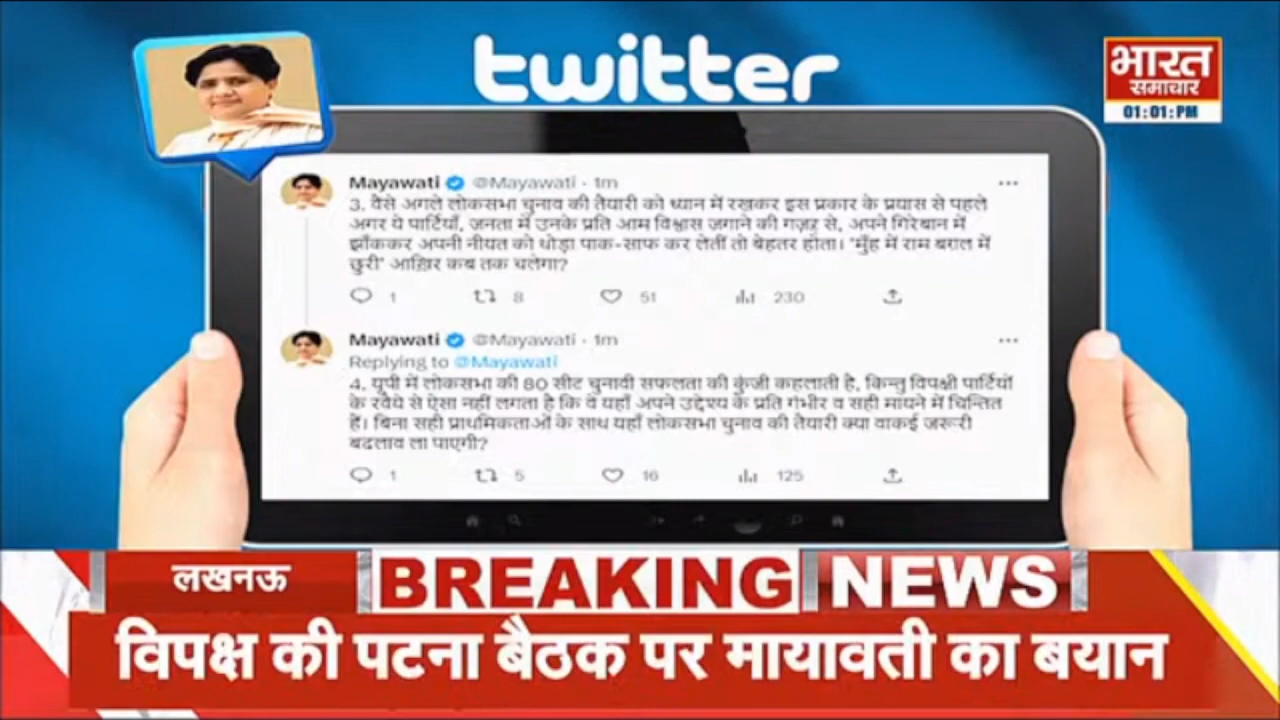 twitter
भारत
समाचार
01:01:PM
Mayawati @Mayawati · 1m
3. वैसे अगले लोकसभा चुनाव की तैयारी को ध्यान में रखकर इस प्रकार के प्रयास से पहले
अगर ये पार्टियाँ, जनता में उनके प्रति आम विश्वास जगाने की गज़र से, अपने गिरेबान में
झाँककर अपनी नीयत को थोड़ा पाक-साफ कर लेतीं तो बेहतर होता। 'मुँह में राम बग़ल में
छुरी' आख़िर कब तक चलेगा?
1 8 51 230
Mayawati @Mayawati · 1m
Replying to @Mayawati
4. यूपी में लोकसभा की 80 सीट चुनावी सफलता की कुंजी कहलाती है, किन्तु विपक्षी पार्टियों
के रवैये से ऐसा नहीं लगता है कि वे यहाँ अपने उद्देश्य के प्रति गंभीर व सही मायने में चिन्तित
हैं। बिना सही प्राथमिकताओं के साथ यहाँ लोकसभा चुनाव की तैयारी क्या वाकई जरूरी
बदलाव ला पाएगी?
1 5 16 125
लखनऊ
BREAKING NEWS
विपक्ष की पटना बैठक पर मायावती का बयान